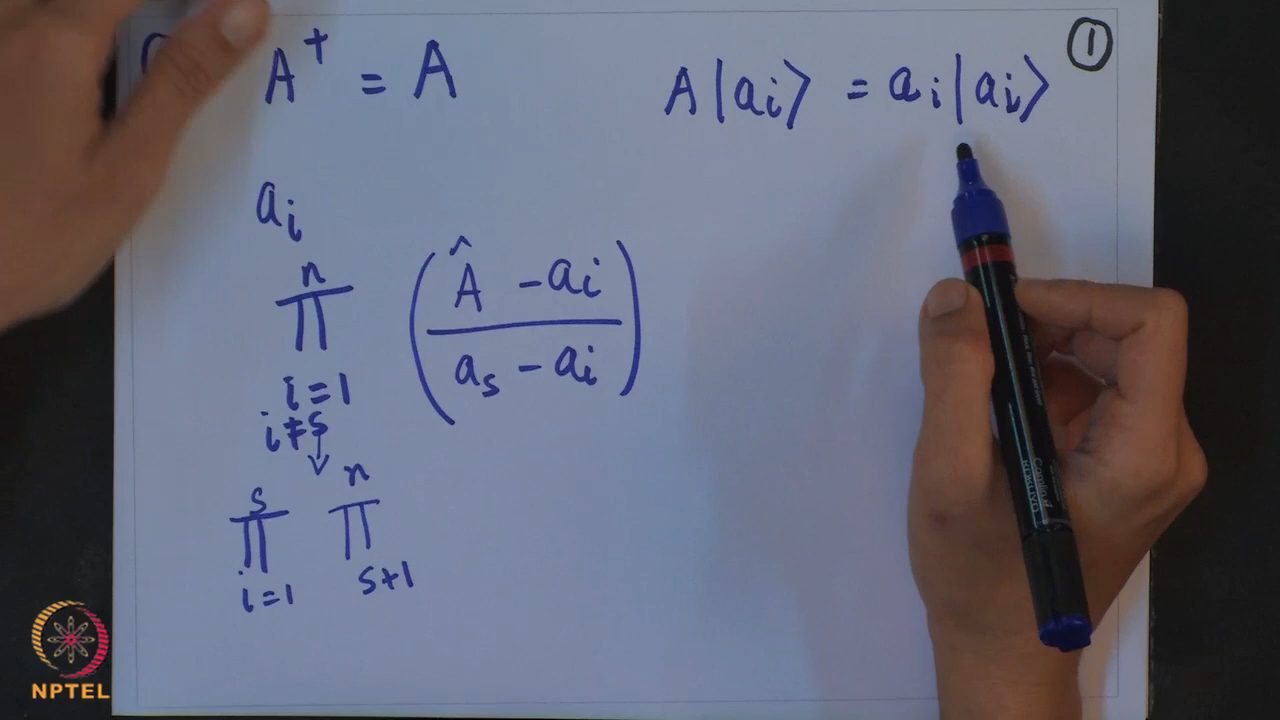 A† = A    A|aᵢ⟩ = aᵢ|aᵢ⟩    ①
aᵢ
n
∏ ( Â - aᵢ / aₛ - aᵢ )
i=1
i≠s
↓
s    n
∏    ∏
i=1    s+1
NPTEL